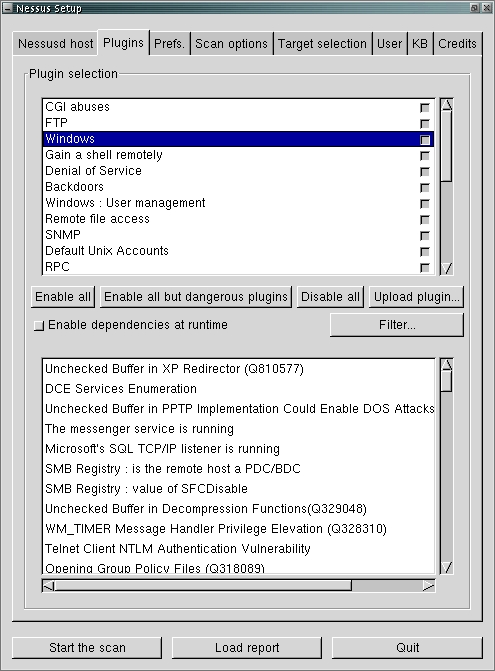 Nessus Setup
Nessusd host Plugins Prefs. Scan options Target selection User KB Credits
Plugin selection
CGI abuses
FTP
Windows
Gain a shell remotely
Denial of Service
Backdoors
Windows : User management
Remote file access
SNMP
Default Unix Accounts
RPC
Enable all Enable all but dangerous plugins Disable all Upload plugin...
Enable dependencies at runtime Filter...
Unchecked Buffer in XP Redirector (Q810577)
DCE Services Enumeration
Unchecked Buffer in PPTP Implementation Could Enable DOS Attacks
The messenger service is running
Microsoft's SQL TCP/IP listener is running
SMB Registry : is the remote host a PDC/BDC
SMB Registry : value of SFCDisable
Unchecked Buffer in Decompression Functions(Q329048)
WM_TIMER Message Handler Privilege Elevation (Q328310)
Telnet Client NTLM Authentication Vulnerability
Opening Group Policy Files (Q318089)
Start the scan Load report Quit